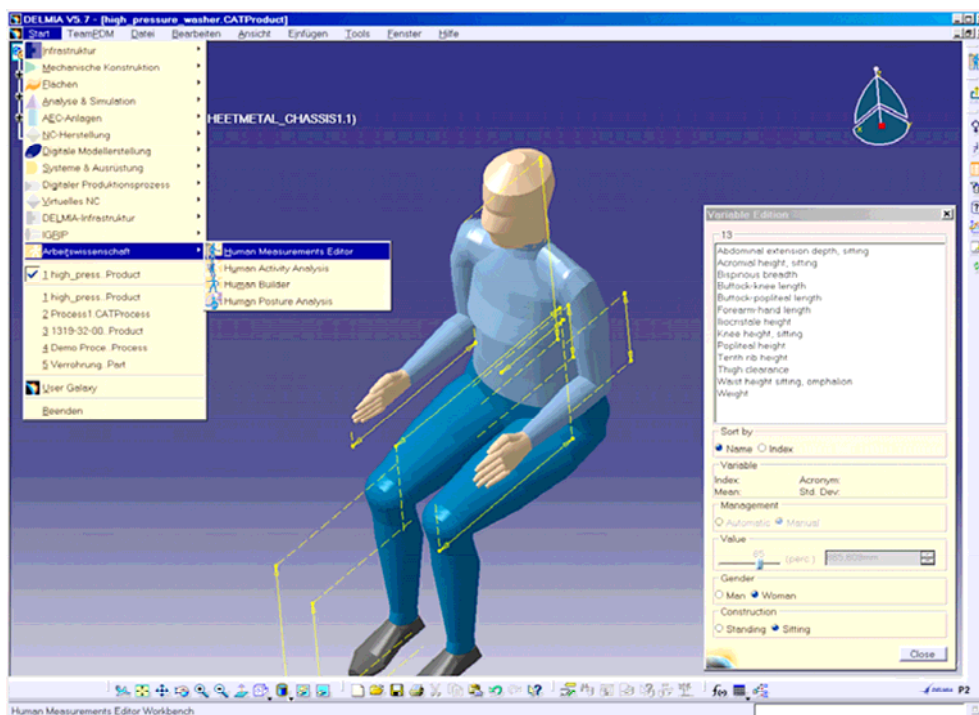 DELMIA V5.7 - [high_pressure_washer.CATProduct]
Start TeamPDM Datei Bearbeiten Ansicht Einfügen Tools Fenster Hilfe
Infrastruktur
Mechanische Konstruktion
Flächen
Analyse & Simulation
AEC-Anlagen
NC-Herstellung
Digitale Modellerstellung
Systeme & Ausrüstung
Digitaler Produktionsprozess
Virtuelles NC
DELMIA-Infrastruktur
IGRIP
Arbeitswissenschaft
1 high_press..Product
1 high_press..Product
2 Process1.CATProcess
3 1319-32-00..Product
4 Demo Proce..Process
5 Verrohrung..Part
User Galaxy
Beenden
Human Measurements Editor
Human Activity Analysis
Human Builder
Human Posture Analysis
HEETMETAL_CHASSIS1.1)
Variable Edition
13
Abdominal extension depth, sitting
Acromial height, sitting
Bispinous breadth
Buttock-knee length
Buttock-popliteal length
Forearm-hand length
Iliocristale height
Knee height, sitting
Popliteal height
Tenth rib height
Thigh clearance
Waist height sitting, omphalion
Weight
Sort by
Name Index
Variable
Index: Acronym:
Mean: Std. Dev:
Management
Automatic Manual
Value
(perc.)
Gender
Man Woman
Construction
Standing Sitting
Close
DELMIA P2
Human Measurements Editor Workbench